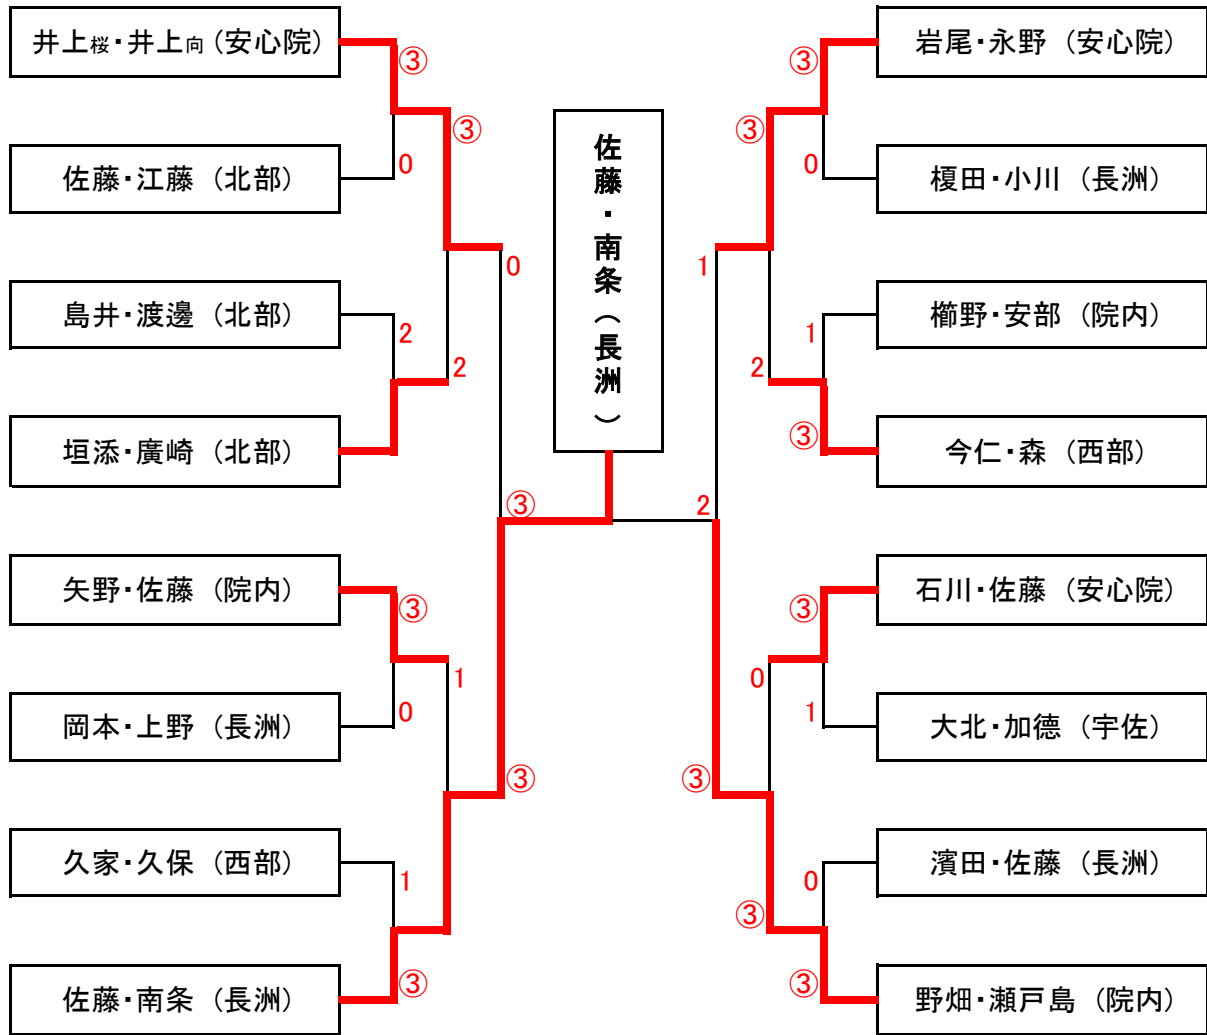 井上桜・井上向（安心院）
③
③
佐藤・江藤（北部）
0
0
島井・渡邊（北部）
2
2
垣添・廣崎（北部）
③
矢野・佐藤（院内）
③
1
岡本・上野（長洲）
0
③
久家・久保（西部）
1
佐藤・南条（長洲）
③
佐藤・南条（長洲）
岩尾・永野（安心院）
③
③
榎田・小川（長洲）
0
1
櫛野・安部（院内）
1
2
今仁・森（西部）
③
2
石川・佐藤（安心院）
③
0
大北・加德（宇佐）
1
③
濱田・佐藤（長洲）
0
③
野畑・瀬戸島（院内）
③